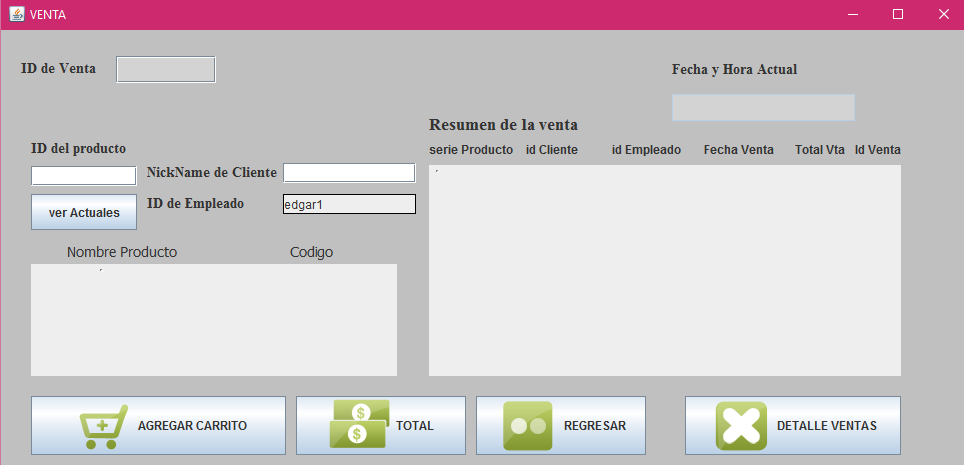 VENTA
ID de Venta
Fecha y Hora Actual
Resumen de la venta
ID del producto
serie Producto id Cliente id Empleado Fecha Venta Total Vta Id Venta
NickName de Cliente
ver Actuales
ID de Empleado edgar1
Nombre Producto Codigo
AGREGAR CARRITO TOTAL REGRESAR DETALLE VENTAS